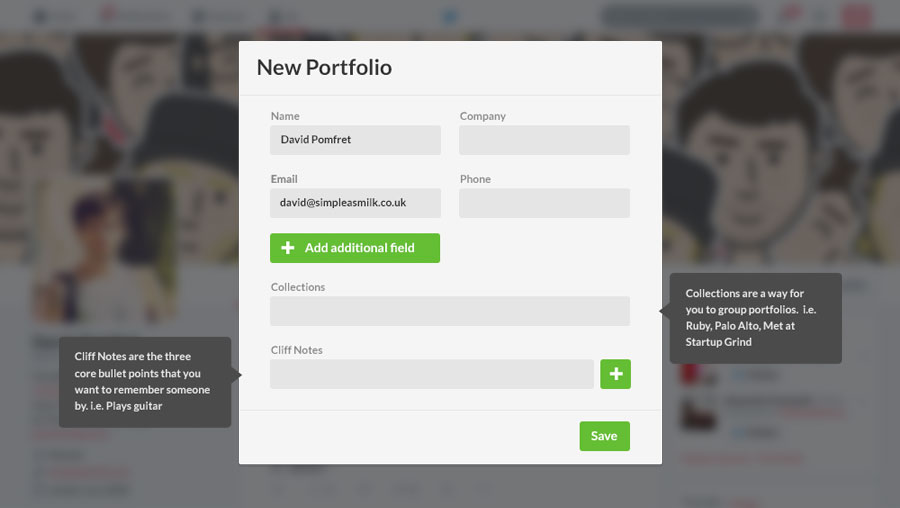 New Portfolio
Name
Company
David Pomfret
Email
Phone
david@simpleasmilk.co.uk
Add additional field
Collections
Collections are a way for
you to group portfolios. i.e.
Ruby, Palo Alto, Met at
Startup Grind
Cliff Notes
Cliff Notes are the three
core bullet points that you
want to remember someone
by. i.e. Plays guitar
Save